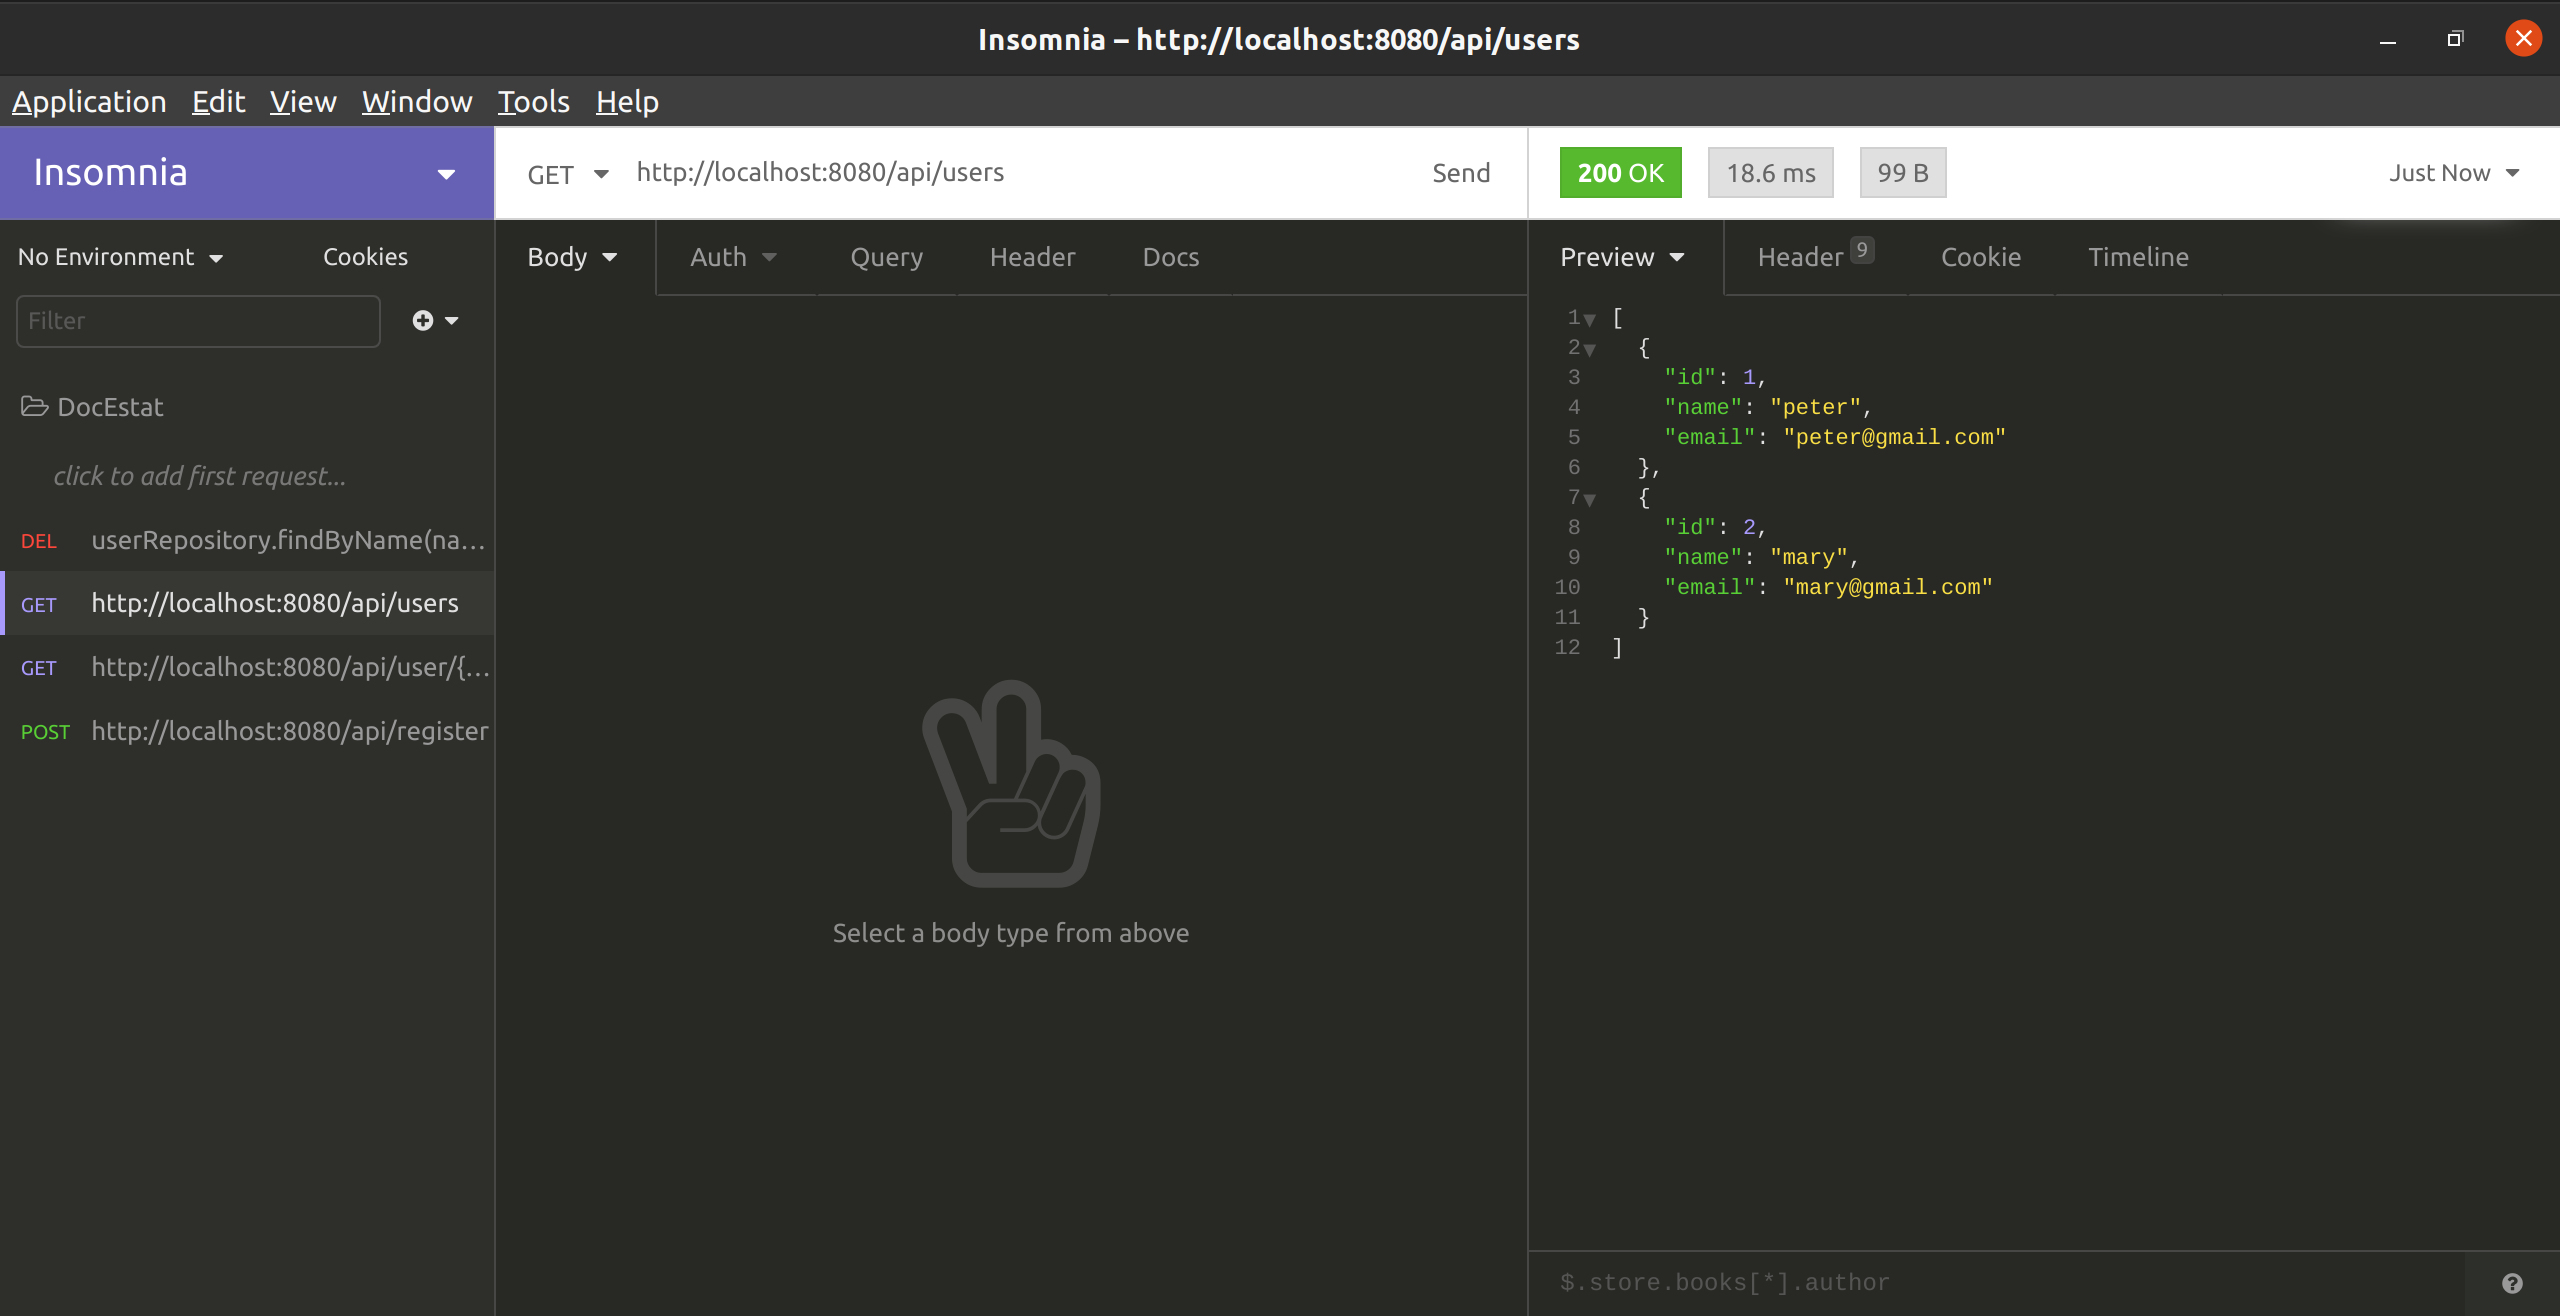 Insomnia – http://localhost:8080/api/users
Application Edit View Window Tools Help
Insomnia
GET http://localhost:8080/api/users Send
200 OK 18.6 ms 99 B Just Now
No Environment Cookies
Filter
DocEstat
click to add first request...
DEL userRepository.findByName(na...
GET http://localhost:8080/api/users
GET http://localhost:8080/api/user/{...
POST http://localhost:8080/api/register
Body Auth Query Header Docs
Select a body type from above
Preview Header 9 Cookie Timeline
1 [
2 {
3 "id": 1,
4 "name": "peter",
5 "email": "peter@gmail.com"
6 },
7 {
8 "id": 2,
9 "name": "mary",
10 "email": "mary@gmail.com"
11 }
12 ]
$.store.books[*].author